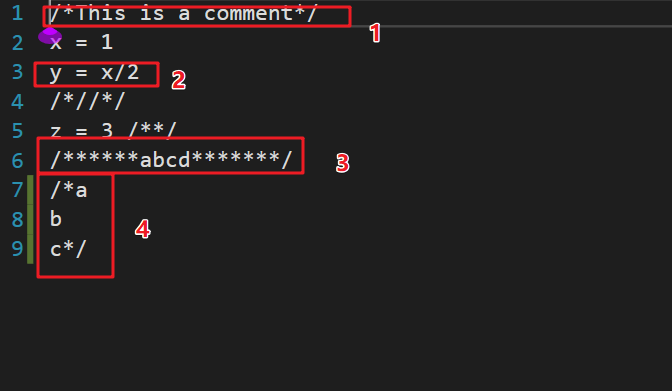 1 /*This is a comment*/
1
2 x = 1
3 y = x/2
2
4 /*//*/
5 z = 3 /**/
6 /******abcd*******/
3
7 /*a
8 b
4
9 c*/